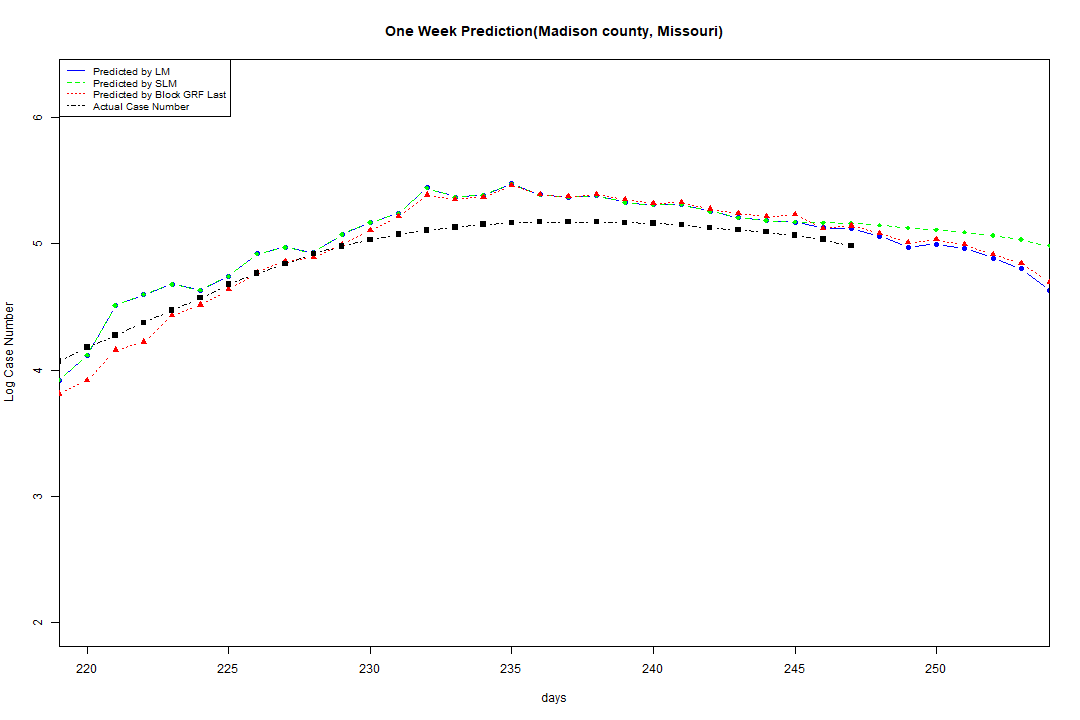 One Week Prediction(Madison county, Missouri)
Predicted by LM
Predicted by SLM
Predicted by Block GRF Last
Actual Case Number
6
5
4
3
2
Log Case Number
220 225 230 235 240 245 250
days